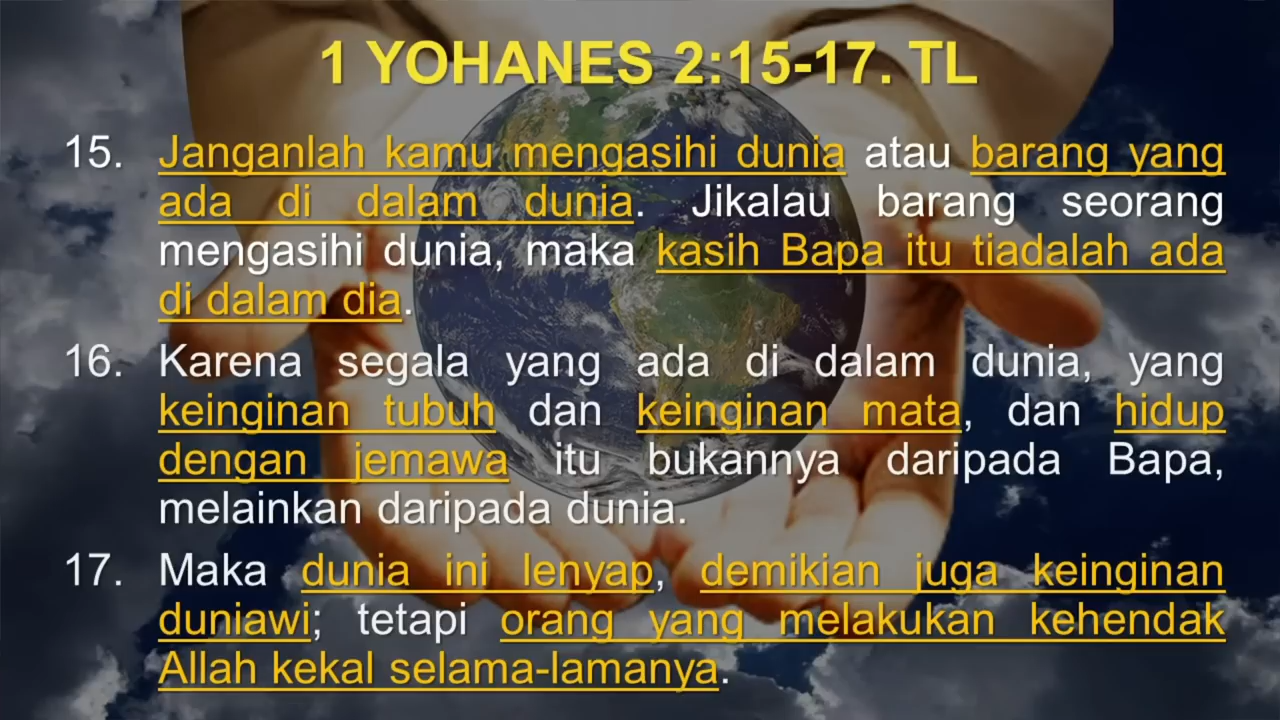 1 YOHANES 2:15-17. TL
15. Janganlah kamu mengasihi dunia atau barang yang
ada di dalam dunia. Jikalau barang seorang
mengasihi dunia, maka kasih Bapa itu tiadalah ada
di dalam dia.
16. Karena segala yang ada di dalam dunia, yang
keinginan tubuh dan keinginan mata, dan hidup
dengan jemawa itu bukannya daripada Bapa,
melainkan daripada dunia.
17. Maka dunia ini lenyap, demikian juga keinginan
duniawi; tetapi orang yang melakukan kehendak
Allah kekal selama-lamanya.